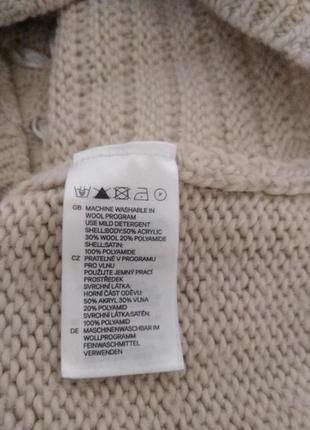 GB MACHINE WASHABLE IN
WOOL PROGRAM
USE MILD DETERGENT
SHELL:BODY:50% ACRYLIC
30% WOOL 20% POLYAMIDE
SHELL:SATIN:
100% POLYAMIDE
CZ PRATELNÉ V PROGRAMU
PRO VLNU
POUŽIJTE JEMNÝ PRACÍ
PROSTŘEDEK
SVRCHNÍ LÁTKA:
HORNÍ ČÁST ODĚVU:
50% AKRYL 30% VLNA
20% POLYAMID
SVRCHNÍ LÁTKA:SATÉN:
100% POLYAMID
DE MASCHINENWASCHBAR IM
WOLLPROGRAMM
FEINWASCHMITTEL
VERWENDEN